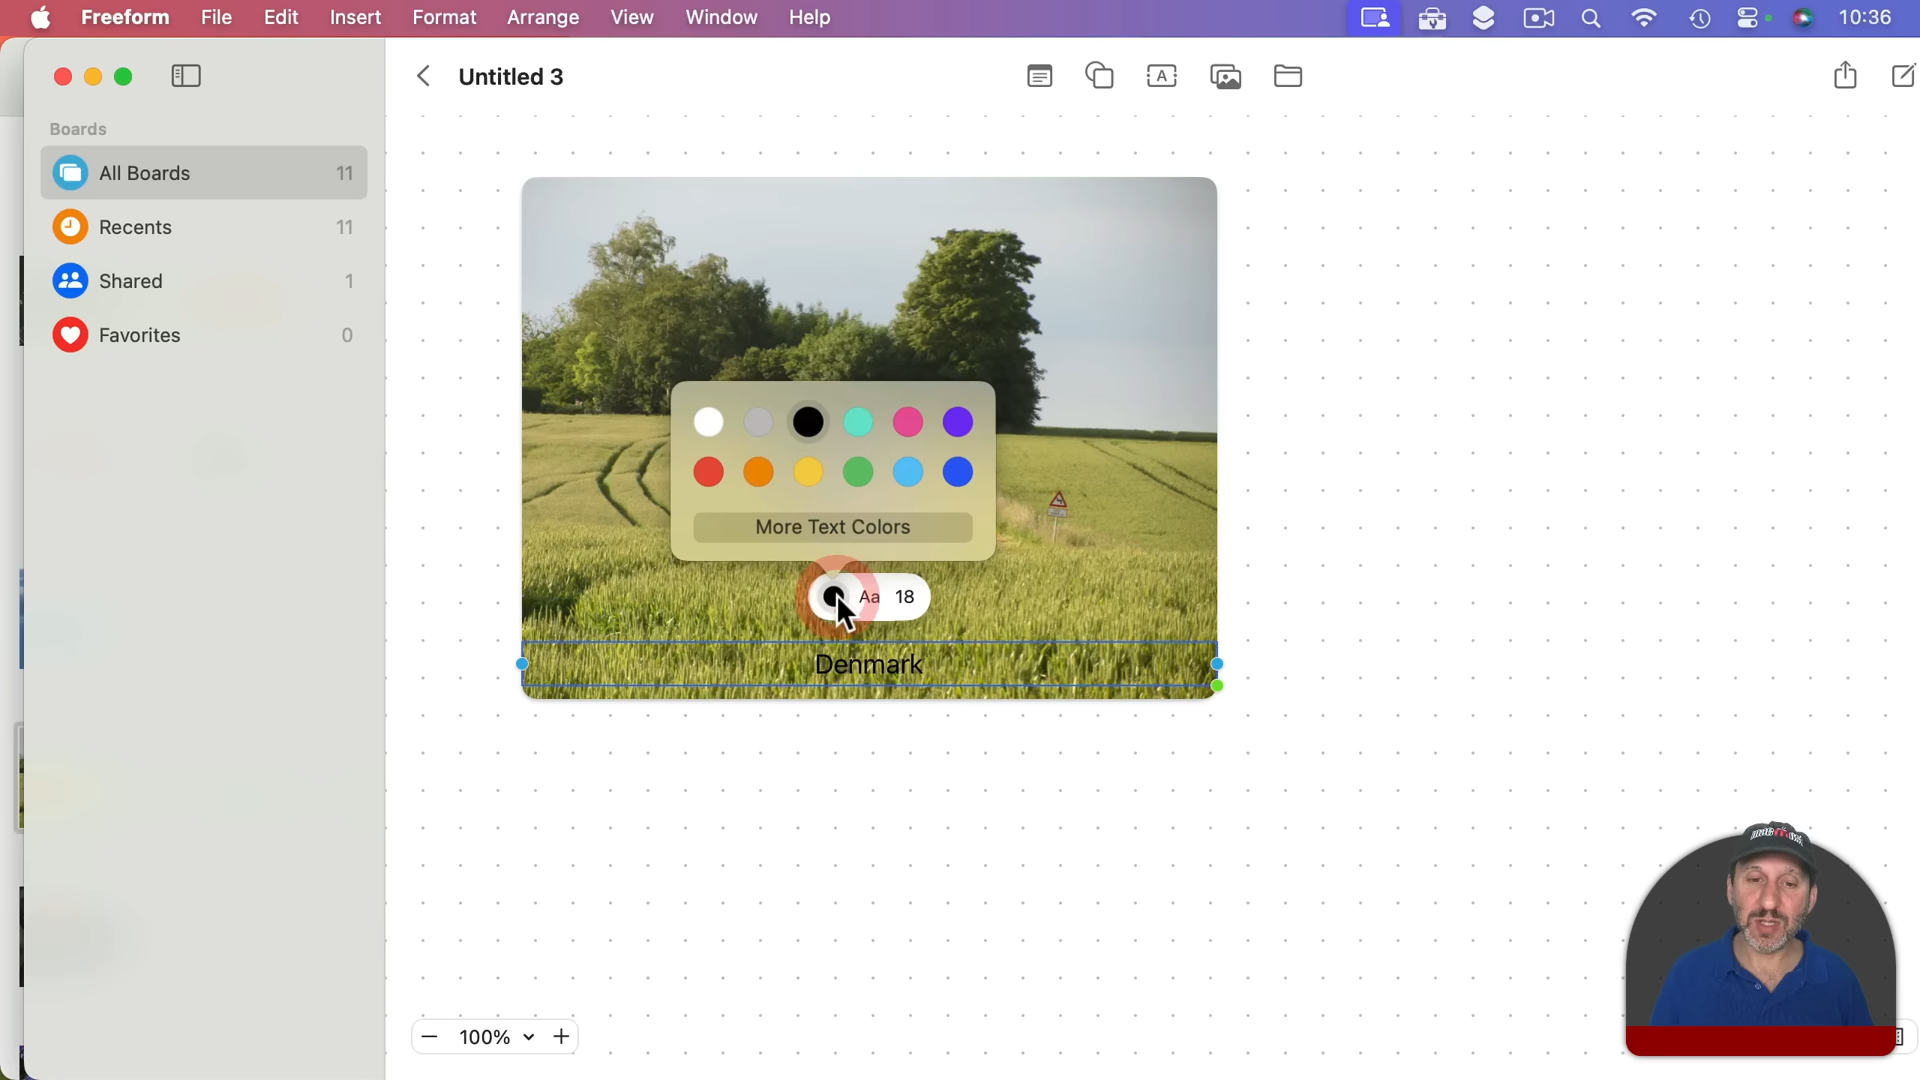 Freeform File Edit Insert Format Arrange View Window Help 10:36
Untitled 3
Boards
All Boards 11
Recents 11
Shared 1
Favorites 0
More Text Colors
Aa 18
Denmark
100%